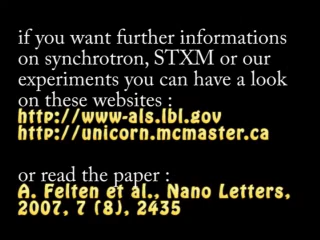 if you want further informations
on synchrotron, STXM or our
experiments you can have a look
on these websites :
http://www-als.lbl.gov
http://unicorn.mcmaster.ca
or read the paper :
A. Felten et al., Nano Letters,
2007, 7 (8), 2435